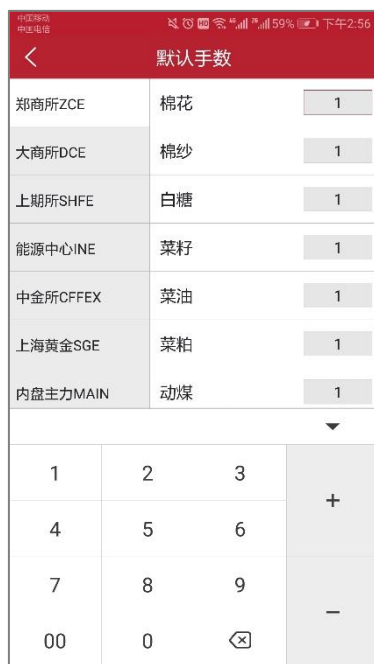 中国移动
中国电信
HD 46 26 59% 下午2:56
默认手数
郑商所ZCE 棉花 1
大商所DCE 棉纱 1
上期所SHFE 白糖 1
能源中心INE 菜籽 1
中金所CFFEX 菜油 1
上海黄金SGE 菜粕 1
内盘主力MAIN 动煤 1
1 2 3 +
4 5 6
7 8 9 −
00 0